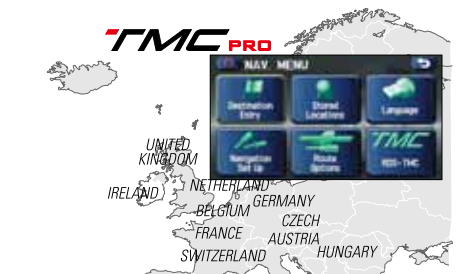 TMC PRO
NAV. MENU
Destination
Entry
Stored
Locations
Language
Navigation
Set Up
Route
Options
TMC
RDS-TMC
UNITED
KINGDOM
IRELAND
NETHERLAND
BELGIUM
GERMANY
CZECH
FRANCE
AUSTRIA
SWITZERLAND
HUNGARY